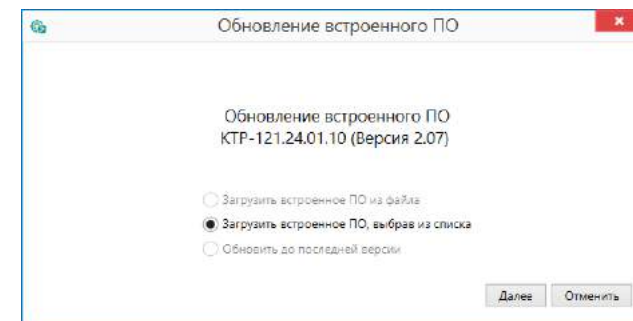 Обновление встроенного ПО
Обновление встроенного ПО
КТР-121.24.01.10 (Версия 2.07)
Загрузить встроенное ПО из файла
Загрузить встроенное ПО, выбрав из списка
Обновить до последней версии
Далее Отменить